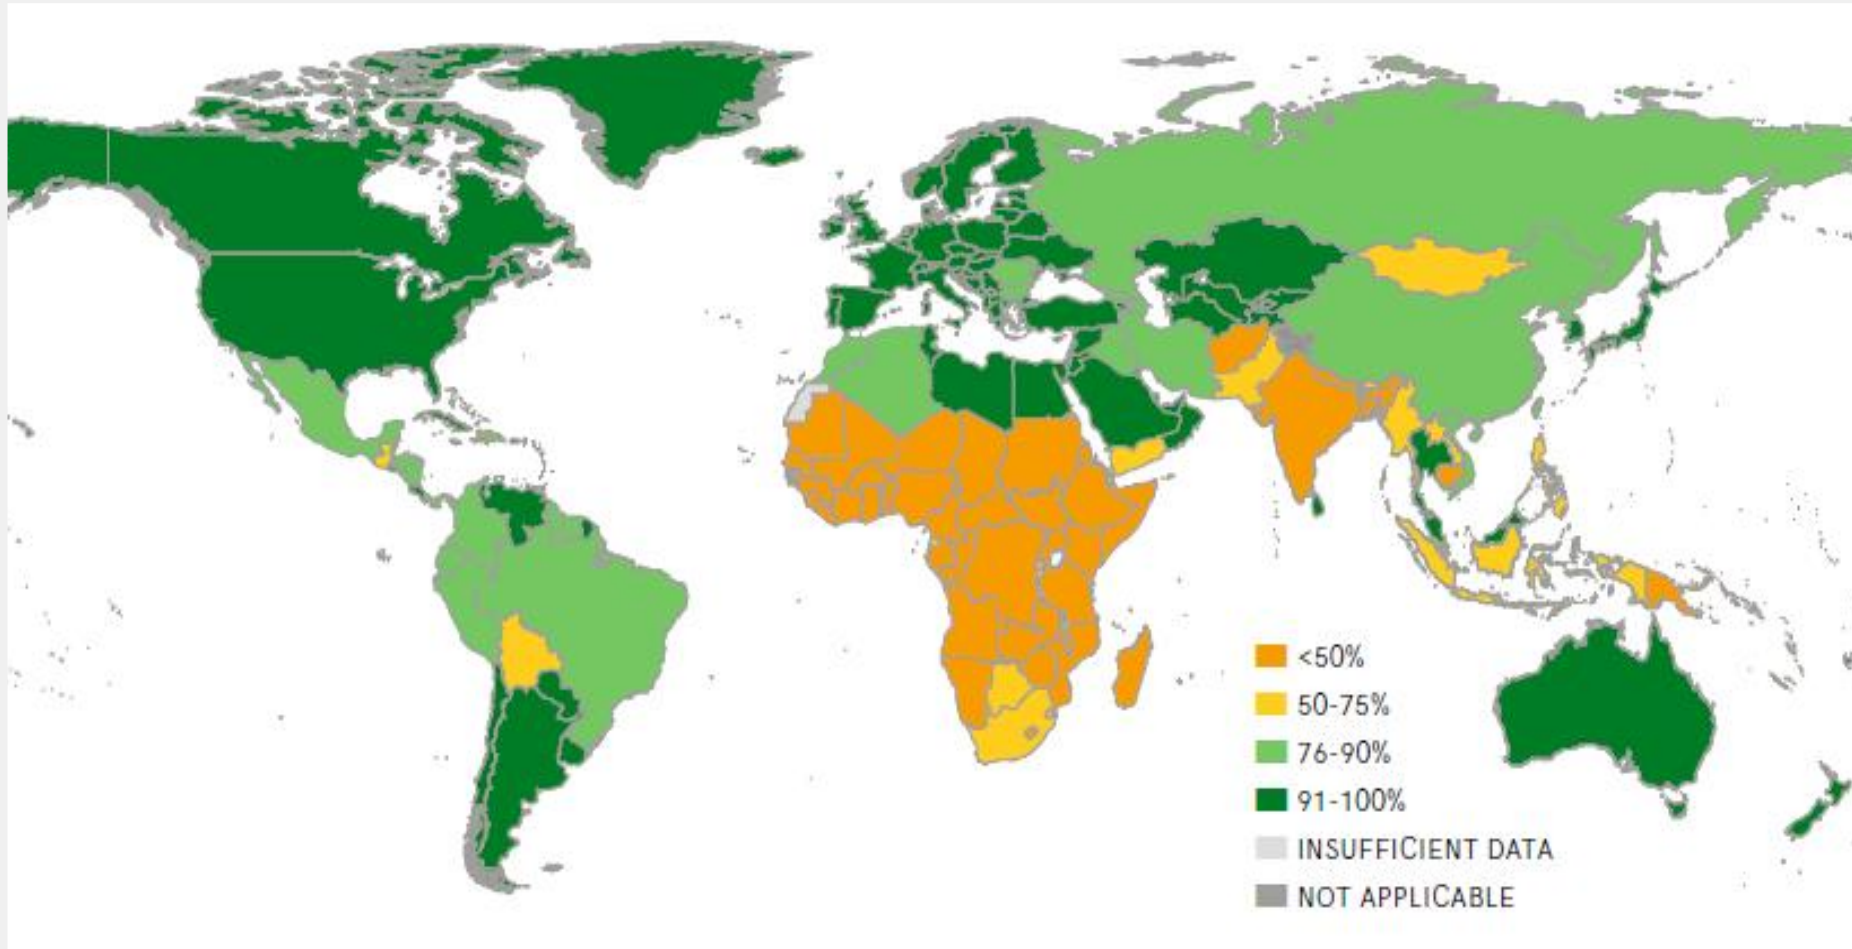 <50%
50-75%
76-90%
91-100%
INSUFFICIENT DATA
NOT APPLICABLE